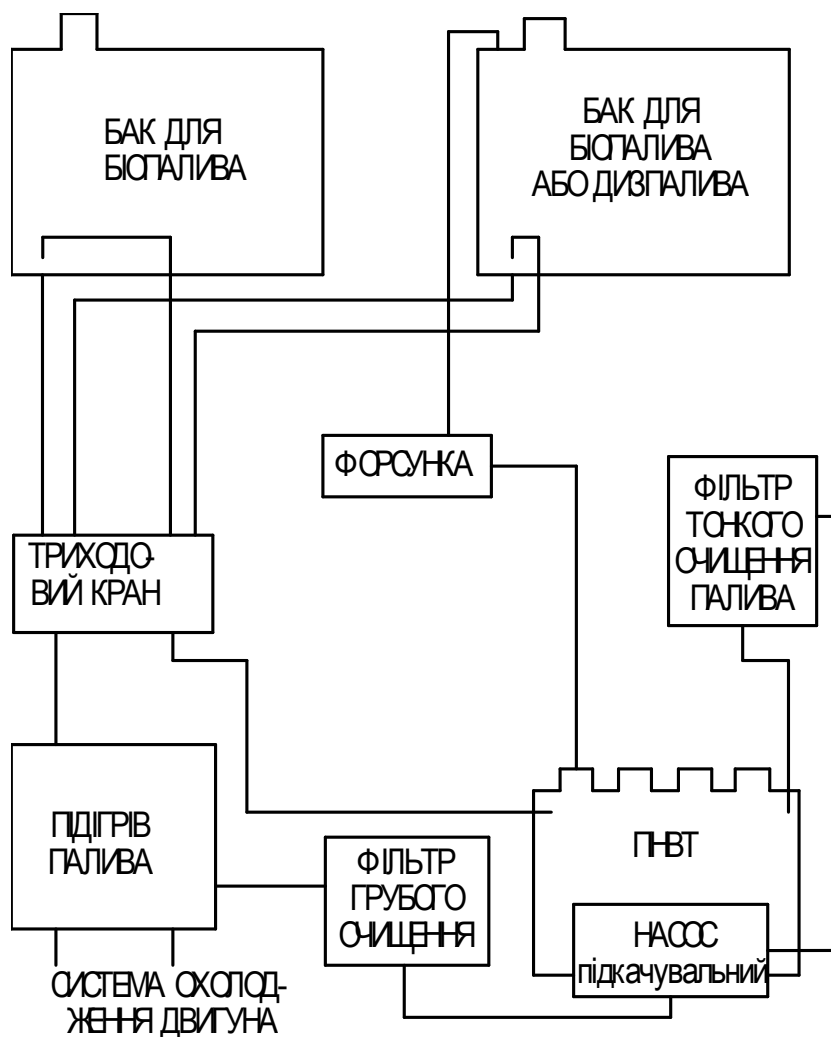 БАК ДЛЯ
БІОПАЛИВА
БАК ДЛЯ
БІОПАЛИВА
АБО ДИЗПАЛИВА
ФОРСУНКА
ФІЛЬТР
ТОНКОГО
ОЧИЩЕННЯ
ПАЛИВА
ТРИХОДО-
ВИЙ КРАН
ПІДІГРІВ
ПАЛИВА
ФІЛЬТР
ГРУБОГО
ОЧИЩЕННЯ
ПНВТ
НАСОС
підкачувальний
СИСТЕМА ОХОЛОД-
ЖЕННЯ ДВИГУНА